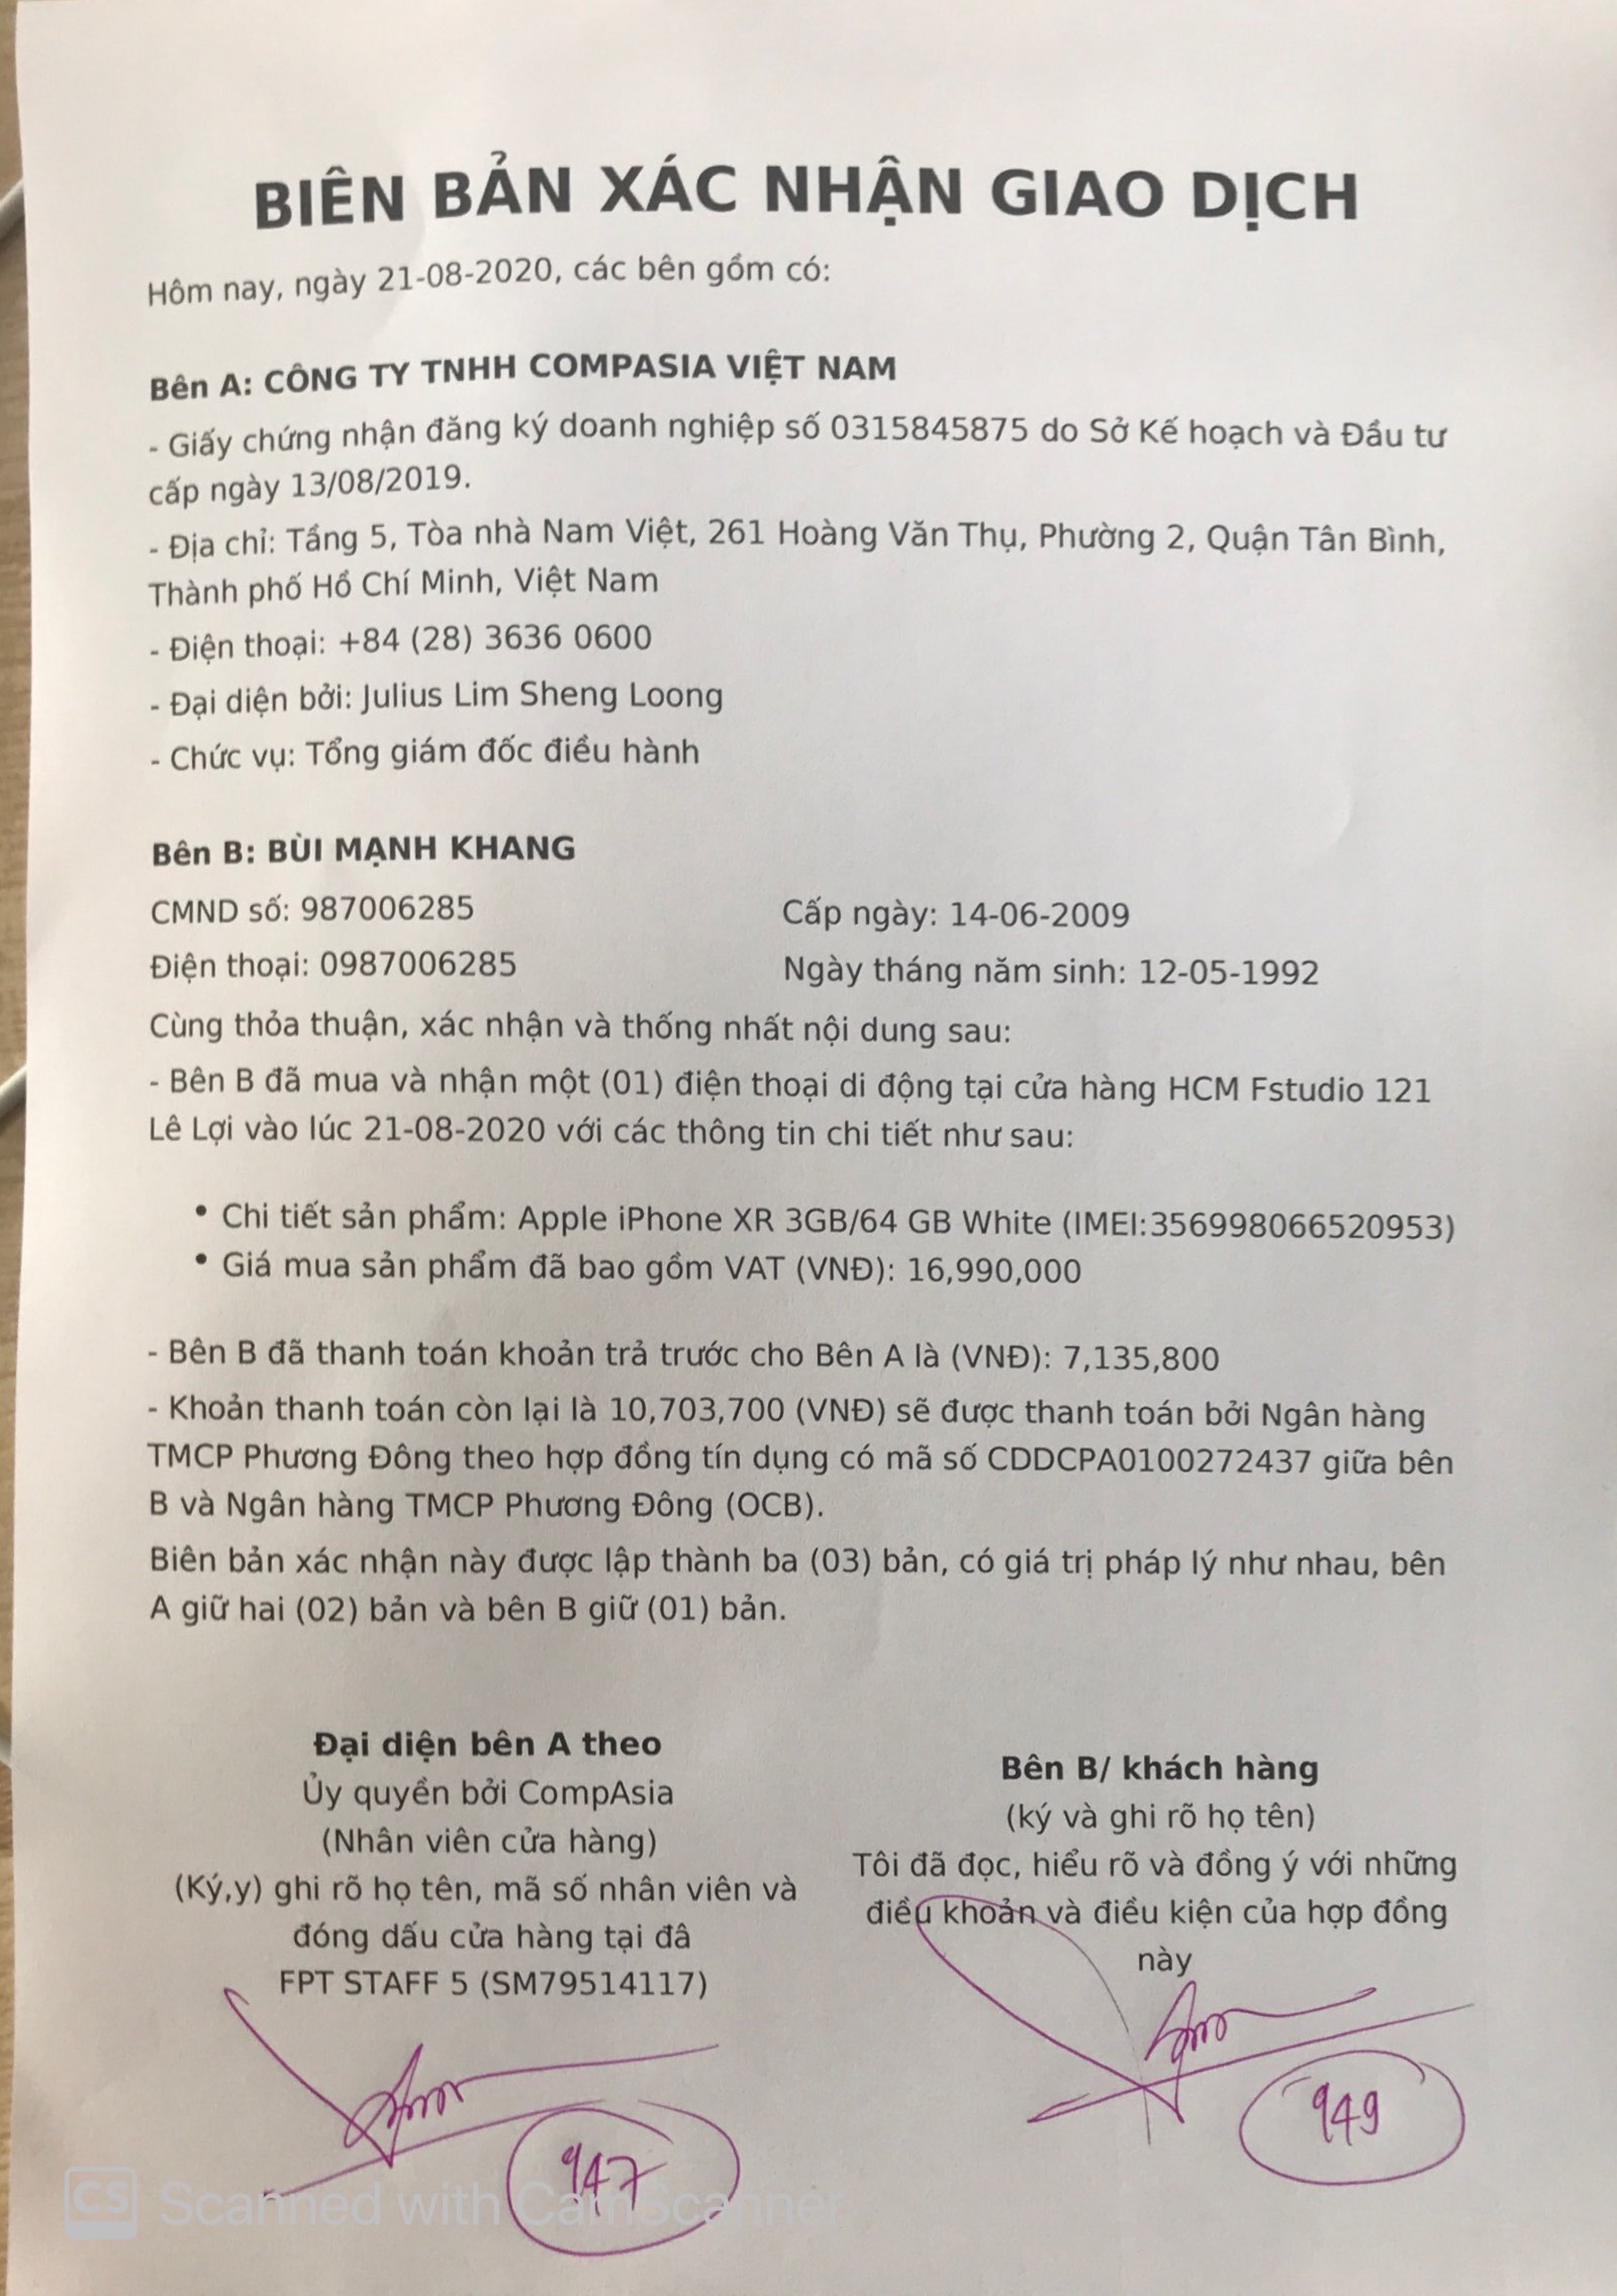 BIÊN BẢN XÁC NHẬN GIAO DỊCH
Hôm nay, ngày 21-08-2020, các bên gồm có:
Bên A: CÔNG TY TNHH COMPASIA VIỆT NAM
- Giấy chứng nhận đăng ký doanh nghiệp số 0315845875 do Sở Kế hoạch và Đầu tư
cấp ngày 13/08/2019.
- Địa chỉ: Tầng 5, Tòa nhà Nam Việt, 261 Hoàng Văn Thụ, Phường 2, Quận Tân Bình,
Thành phố Hồ Chí Minh, Việt Nam
- Điện thoại: +84 (28) 3636 0600
- Đại diện bởi: Julius Lim Sheng Loong
- Chức vụ: Tổng giám đốc điều hành
Bên B: BÙI MẠNH KHANG
CMND số: 987006285 Cấp ngày: 14-06-2009
Điện thoại: 0987006285 Ngày tháng năm sinh: 12-05-1992
Cùng thỏa thuận, xác nhận và thống nhất nội dung sau:
- Bên B đã mua và nhận một (01) điện thoại di động tại cửa hàng HCM Fstudio 121
Lê Lợi vào lúc 21-08-2020 với các thông tin chi tiết như sau:
• Chi tiết sản phẩm: Apple iPhone XR 3GB/64 GB White (IMEI:356998066520953)
• Giá mua sản phẩm đã bao gồm VAT (VNĐ): 16,990,000
- Bên B đã thanh toán khoản trả trước cho Bên A là (VNĐ): 7,135,800
- Khoản thanh toán còn lại là 10,703,700 (VNĐ) sẽ được thanh toán bởi Ngân hàng
TMCP Phương Đông theo hợp đồng tín dụng có mã số CDDCPA0100272437 giữa bên
B và Ngân hàng TMCP Phương Đông (OCB).
Biên bản xác nhận này được lập thành ba (03) bản, có giá trị pháp lý như nhau, bên
A giữ hai (02) bản và bên B giữ (01) bản.
Đại diện bên A theo
Ủy quyền bởi CompAsia
(Nhân viên cửa hàng)
(Ký,y) ghi rõ họ tên, mã số nhân viên và
đóng dấu cửa hàng tại đâ
FPT STAFF 5 (SM79514117)
947
Bên B/ khách hàng
(ký và ghi rõ họ tên)
Tôi đã đọc, hiểu rõ và đồng ý với những
điều khoản và điều kiện của hợp đồng
này
949
CS Scanned with CamScanner